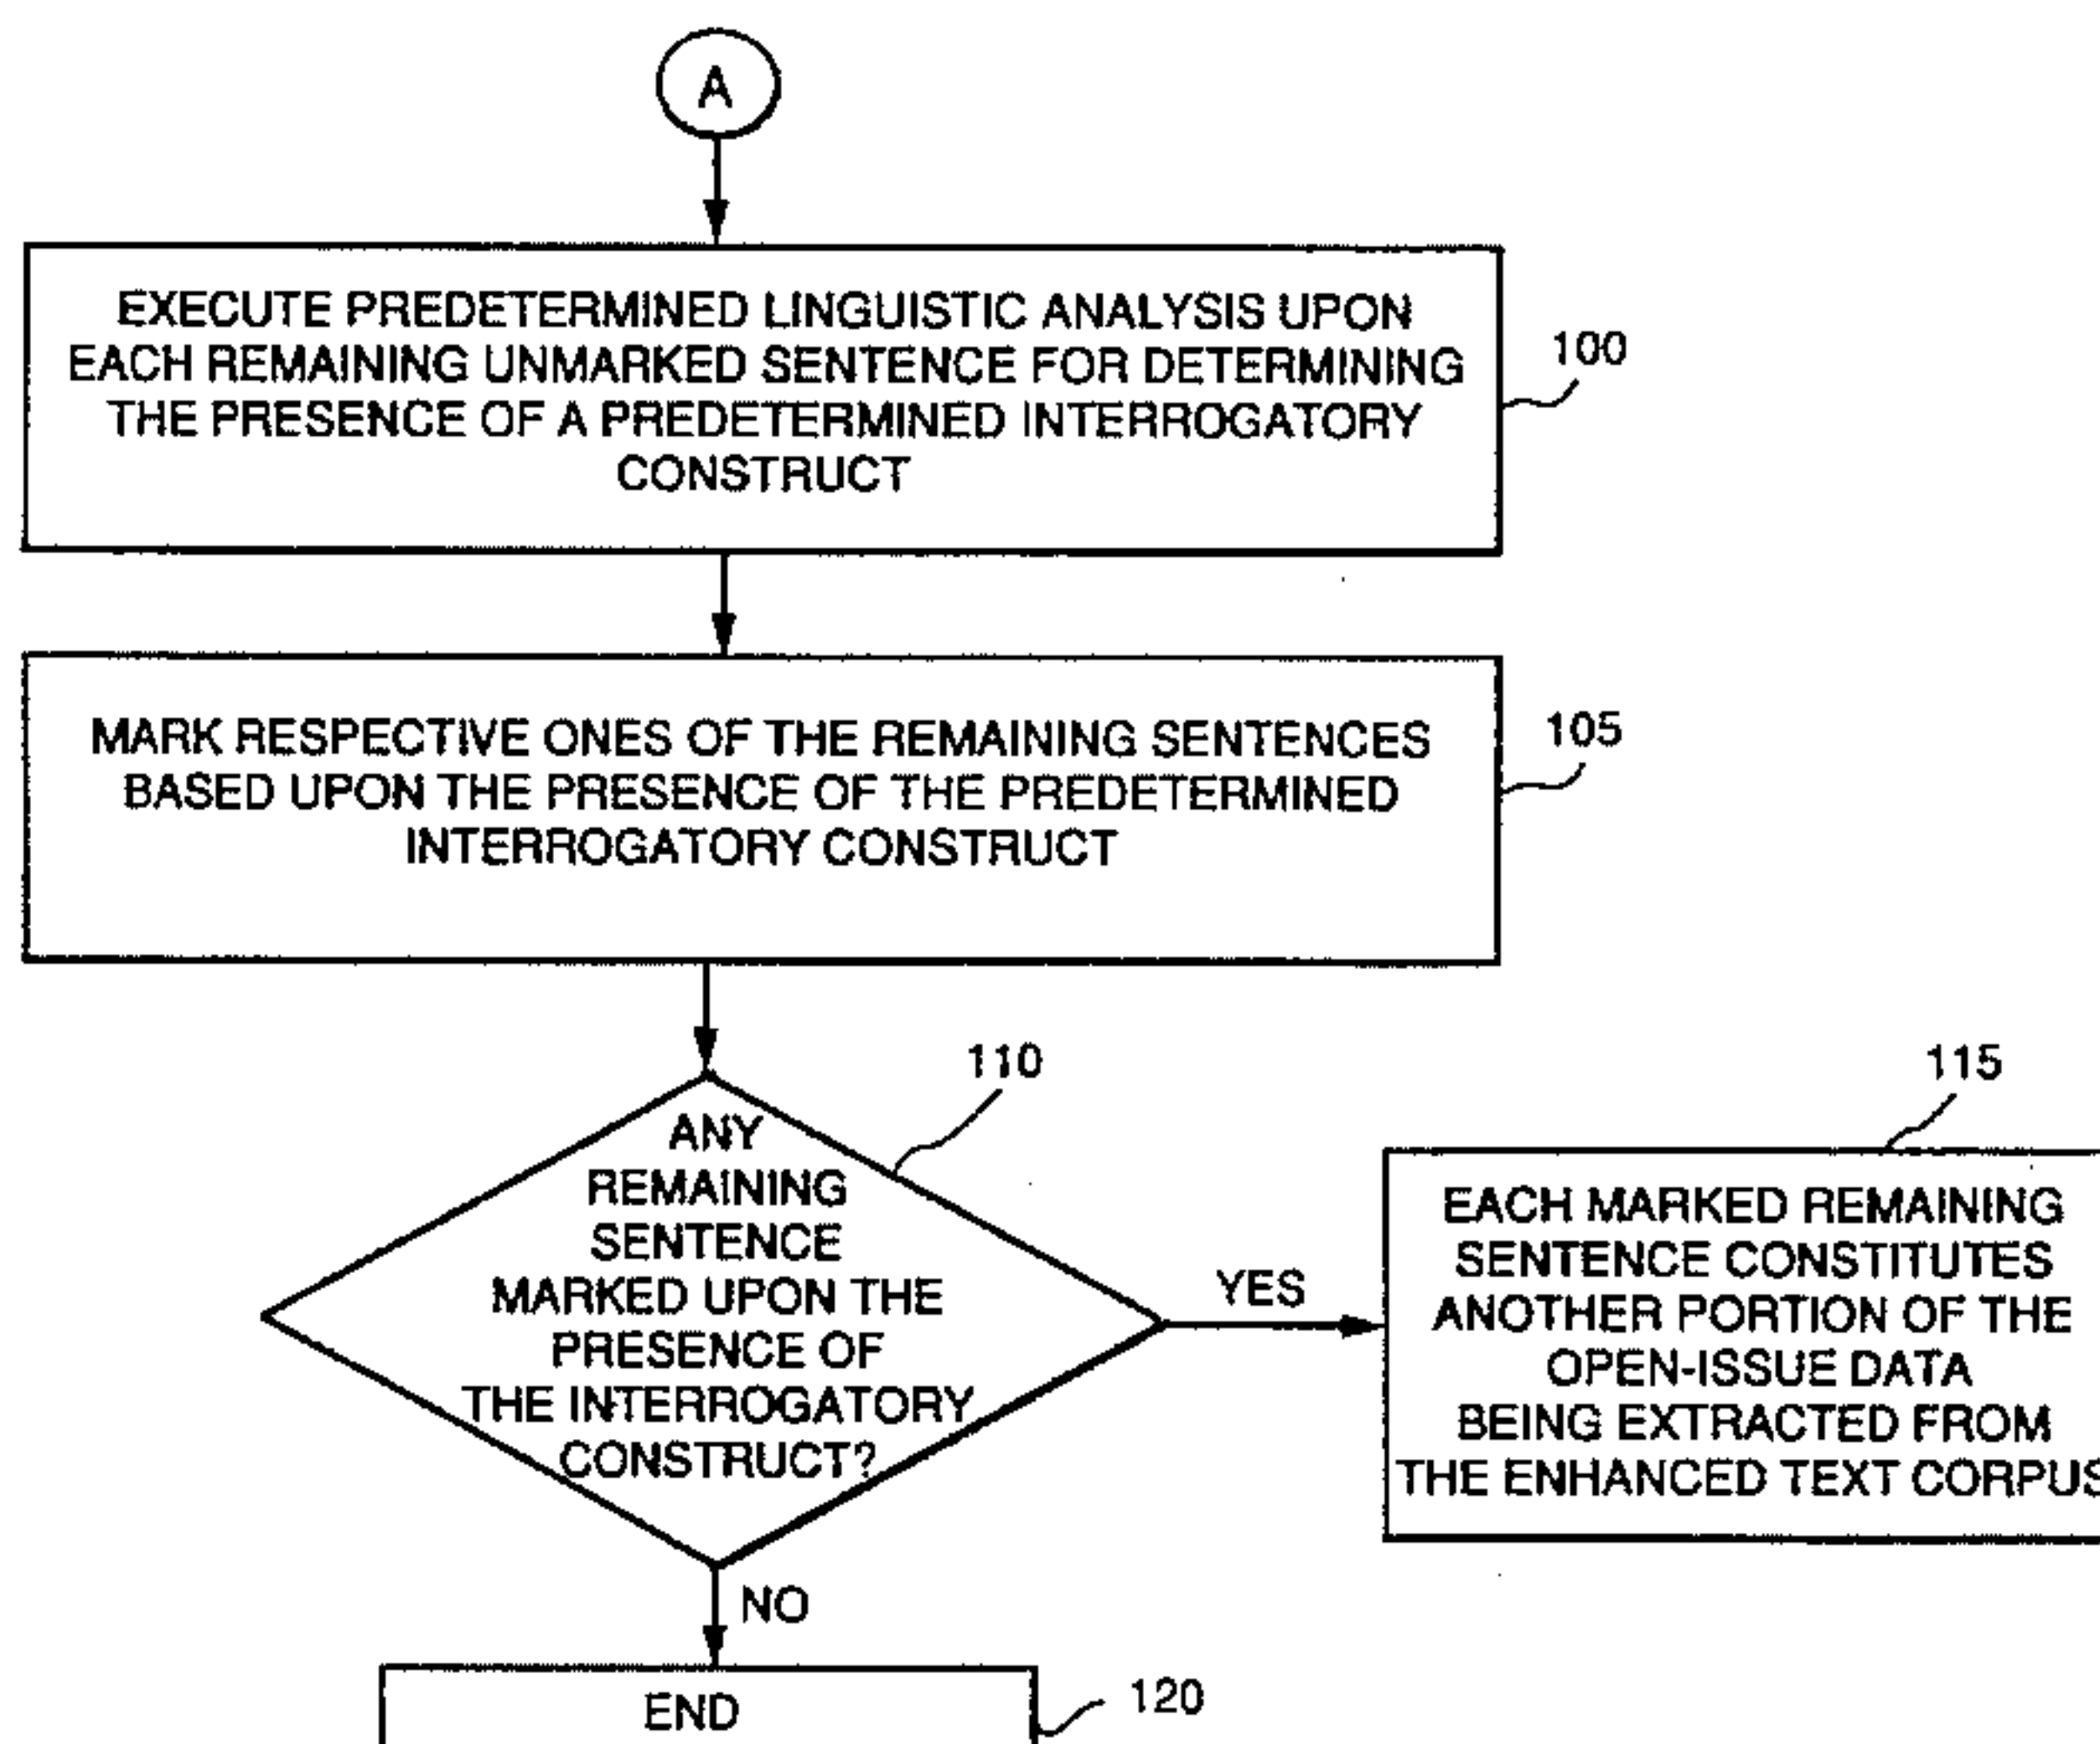 A
EXECUTE PREDETERMINED LINGUISTIC ANALYSIS UPON
EACH REMAINING UNMARKED SENTENCE FOR DETERMINING
THE PRESENCE OF A PREDETERMINED INTERROGATORY
CONSTRUCT
100
MARK RESPECTIVE ONES OF THE REMAINING SENTENCES
BASED UPON THE PRESENCE OF THE PREDETERMINED
INTERROGATORY CONSTRUCT
105
110
ANY
REMAINING
SENTENCE
MARKED UPON THE
PRESENCE OF
THE INTERROGATORY
CONSTRUCT?
YES
115
EACH MARKED REMAINING
SENTENCE CONSTITUTES
ANOTHER PORTION OF THE
OPEN-ISSUE DATA
BEING EXTRACTED FROM
THE ENHANCED TEXT CORPUS
NO
END
120